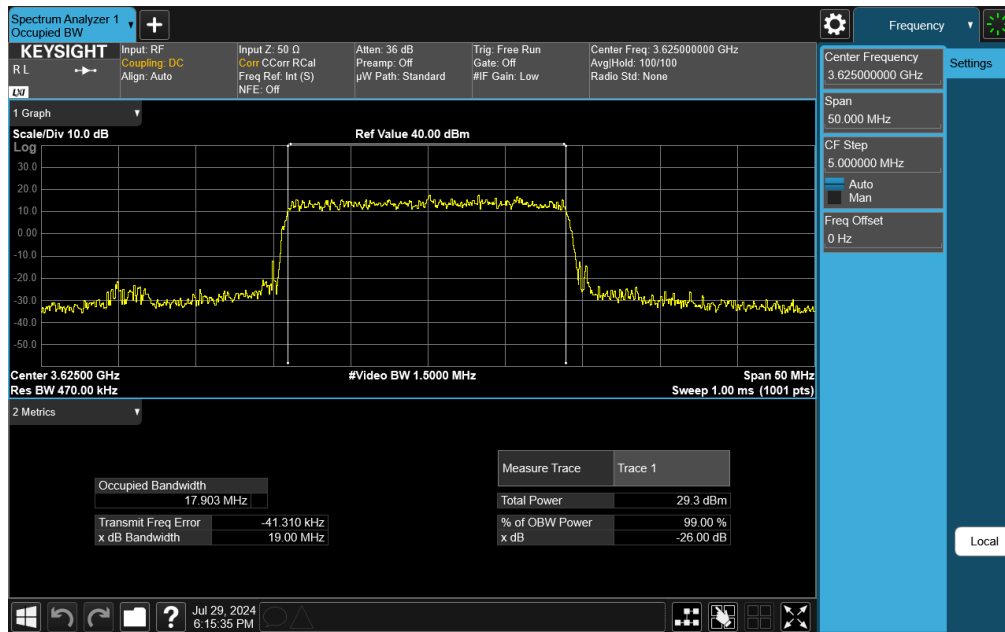 Spectrum Analyzer 1
Occupied BW
Frequency
KEYSIGHT
R L
LXI
Input: RF
Coupling: DC
Align: Auto
Input Z: 50 Ω
Corr CCorr RCal
Freq Ref: Int (S)
NFE: Off
Atten: 36 dB
Preamp: Off
µW Path: Standard
Trig: Free Run
Gate: Off
#IF Gain: Low
Center Freq: 3.625000000 GHz
Avg|Hold: 100/100
Radio Std: None
Center Frequency
3.625000000 GHz
Settings
Span
50.000 MHz
CF Step
5.000000 MHz
Auto
Man
Freq Offset
0 Hz
Local
1 Graph
Scale/Div 10.0 dB
Ref Value 40.00 dBm
Log
30.0
20.0
10.0
0.00
-10.0
-20.0
-30.0
-40.0
-50.0
Center 3.62500 GHz
#Video BW 1.5000 MHz
Span 50 MHz
Res BW 470.00 kHz
Sweep 1.00 ms (1001 pts)
2 Metrics
Occupied Bandwidth
17.903 MHz
Transmit Freq Error -41.310 kHz
x dB Bandwidth 19.00 MHz
Measure Trace Trace 1
Total Power 29.3 dBm
% of OBW Power 99.00 %
x dB -26.00 dB
Jul 29, 2024
6:15:35 PM